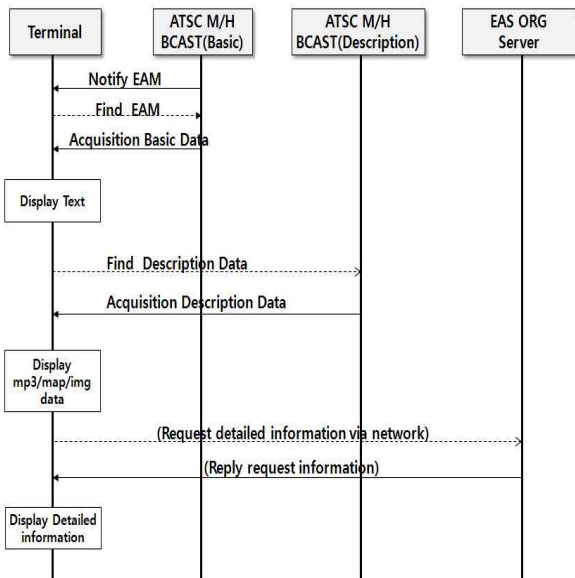 Terminal
ATSC M/H
BCAST(Basic)
ATSC M/H
BCAST(Description)
EAS ORG
Server
Notify EAM
Find EAM
Acquisition Basic Data
Display Text
Find Description Data
Acquisition Description Data
Display
mp3/map/img
data
(Request detailed information via network)
(Reply request information)
Display Detailed
information